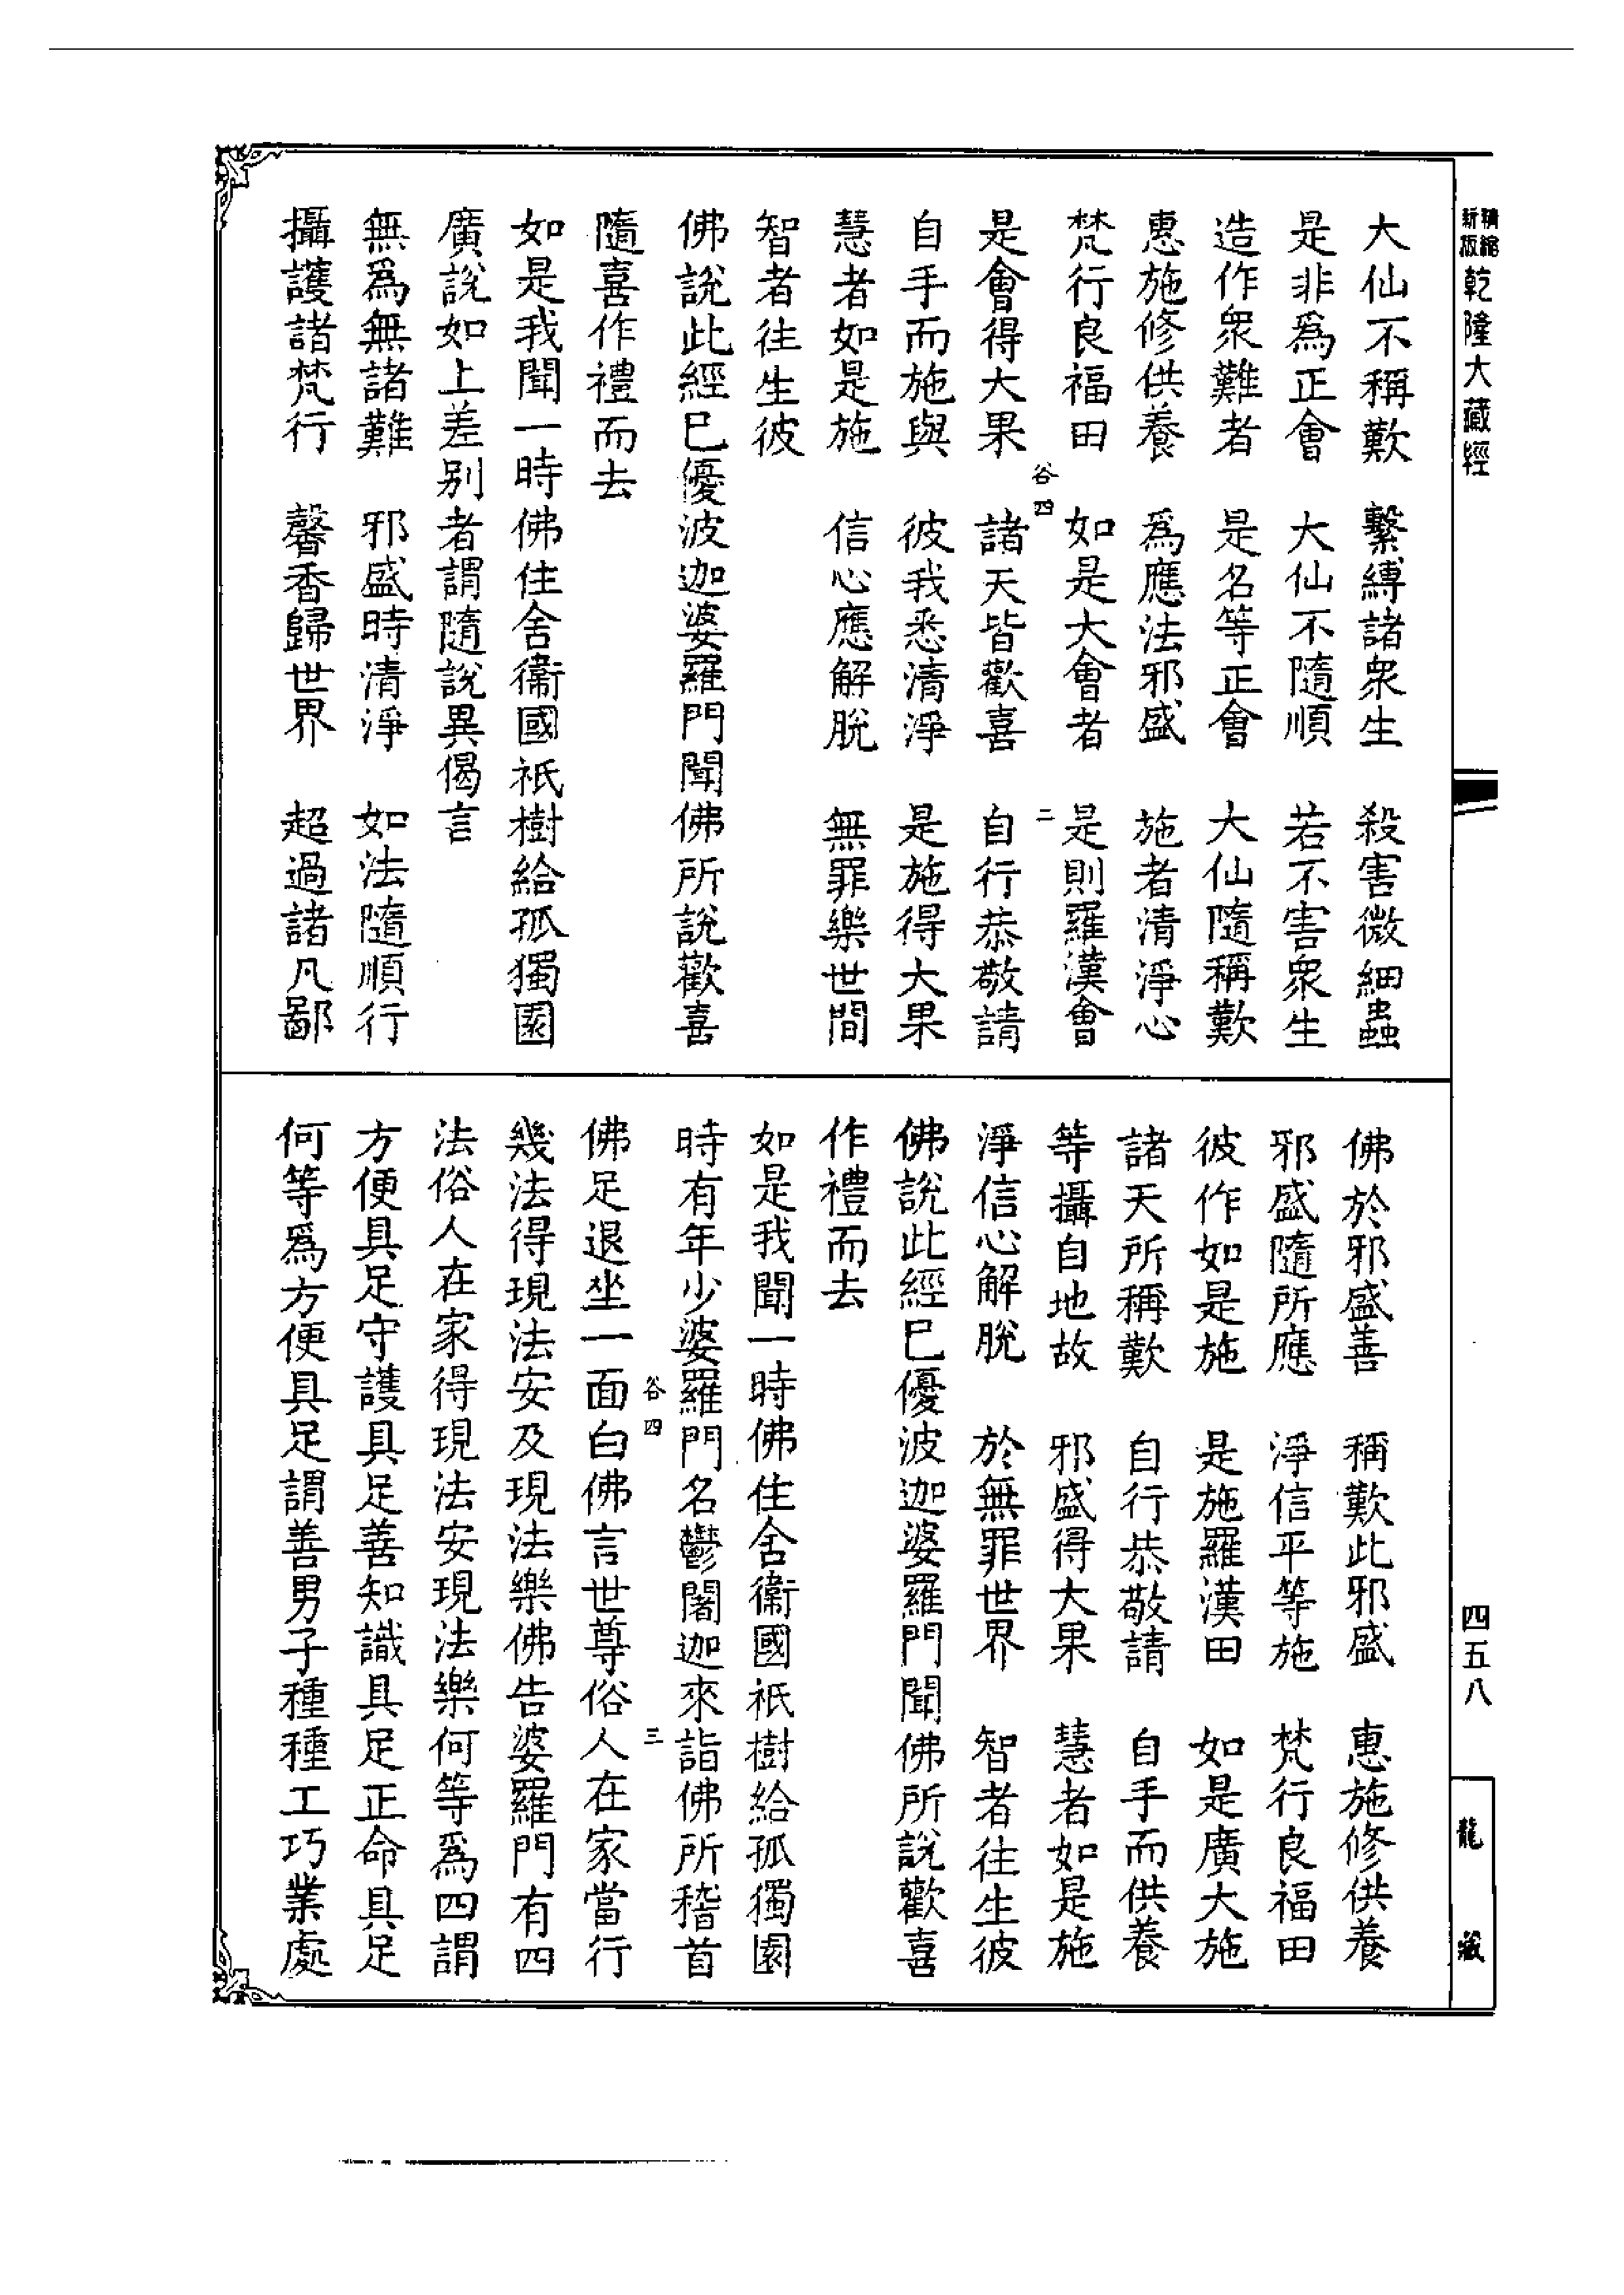 精縮
新版
乾隆大藏經
四五八
龍藏
大仙不稱歎 繫縛諸衆生 殺害微細蟲
是非爲正會 大仙不隨順 若不害衆生
造作衆難者 是名等正會 大仙隨稱歎
惠施修供養 爲應法邪盛 施者清淨心
梵行良福田 如是大會者 是則羅漢會
谷四 二
是會得大果 諸天皆歡喜 自行恭敬請
自手而施與 彼我悉清淨 是施得大果
慧者如是施 信心應解脫 無罪樂世間
智者往生彼
佛說此經已優波迦婆羅門聞佛所說歡喜
隨喜作禮而去
如是我聞一時佛住舍衞國祇樹給孤獨園
廣說如上差别者謂隨說異偈言
無爲無諸難 邪盛時清淨 如法隨順行
攝護諸梵行 馨香歸世界 超過諸凡鄙
佛於邪盛善 稱歎此邪盛 惠施修供養
邪盛隨所應 淨信平等施 梵行良福田
彼作如是施 是施羅漢田 如是廣大施
諸天所稱歎 自行恭敬請 自手而供養
等攝自地故 邪盛得大果 慧者如是施
淨信心解脫 於無罪世界 智者往生彼
佛說此經已優波迦婆羅門聞佛所說歡喜
作禮而去
如是我聞一時佛住舍衞國祇樹給孤獨園
時有年少婆羅門名鬱闍迦來詣佛所稽首
谷四 三
佛足退坐一面白佛言世尊俗人在家當行
幾法得現法安及現法樂佛告婆羅門有四
法俗人在家得現法安現法樂何等爲四謂
方便具足守護具足善知識具足正命具足
何等爲方便具足謂善男子種種工巧業處